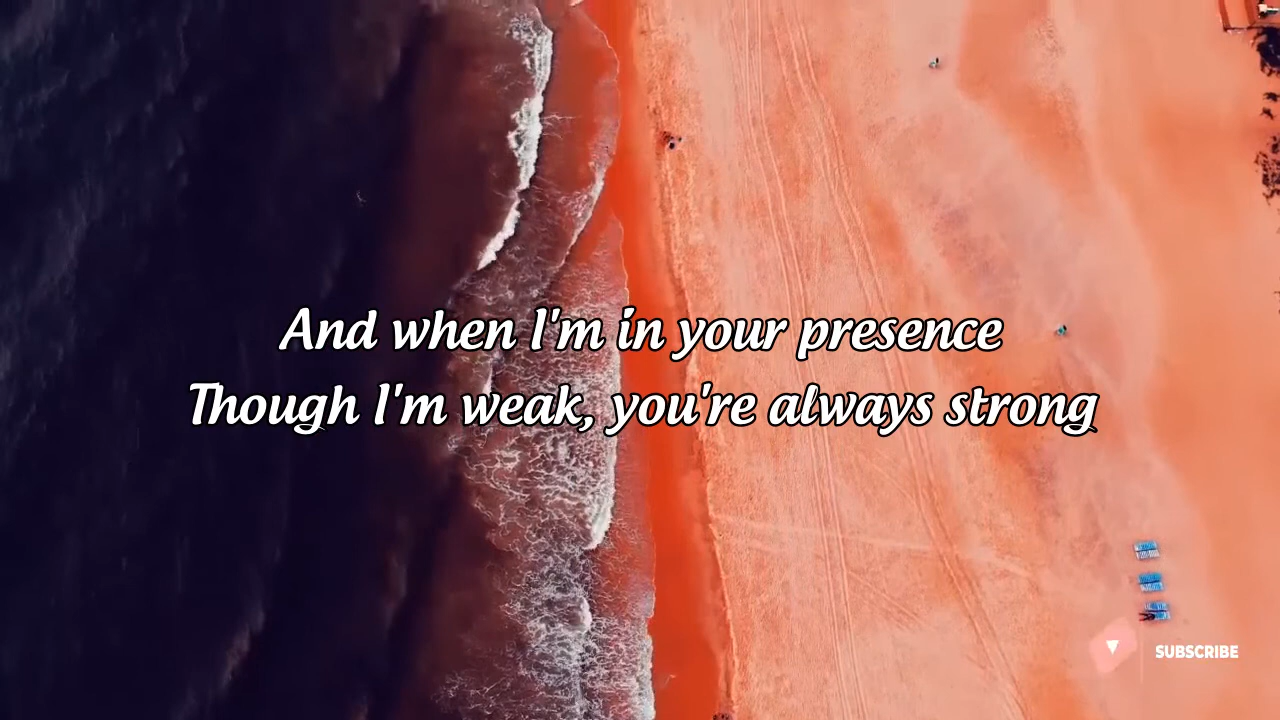 And when I'm in your presence
Though I'm weak, you're always strong
SUBSCRIBE